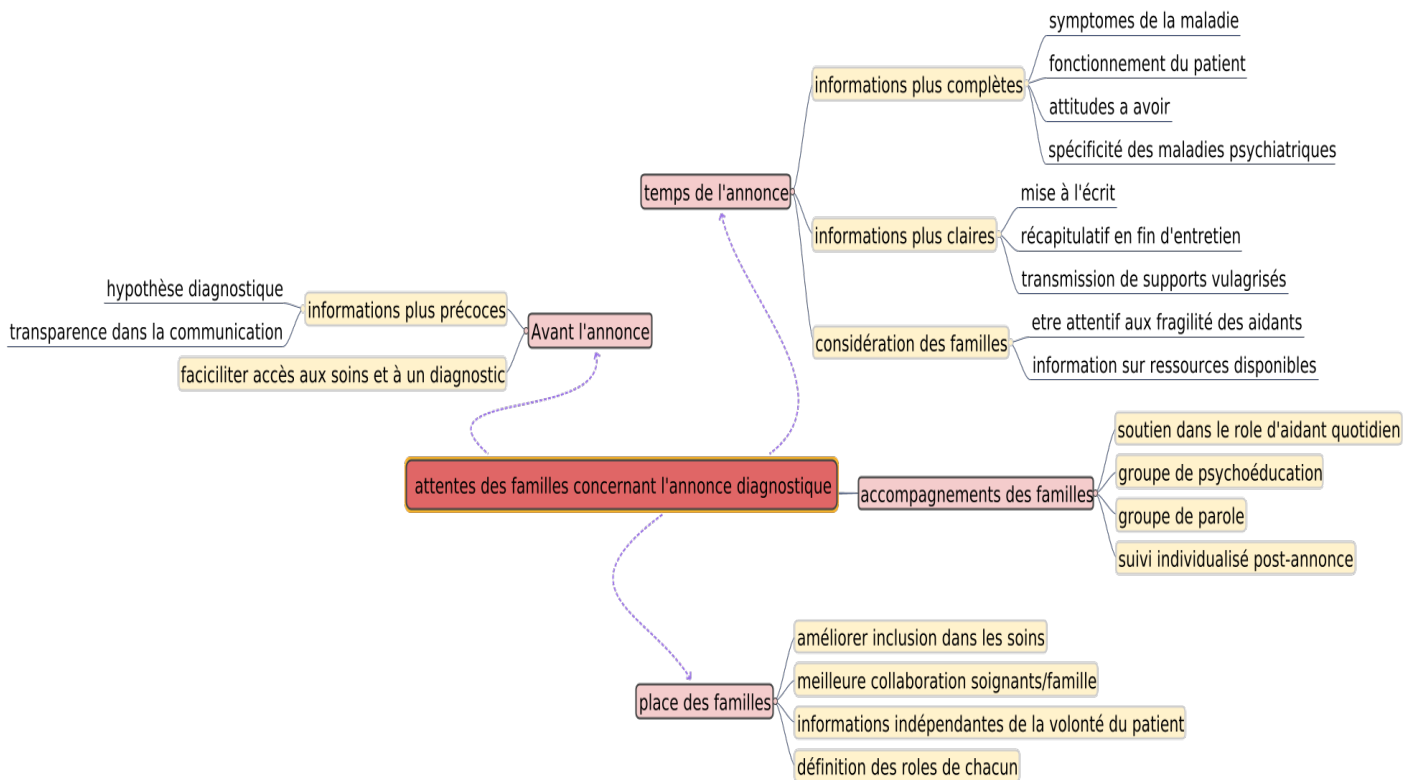 symptomes de la maladie
fonctionnement du patient
informations plus complètes
attitudes a avoir
spécificité des maladies psychiatriques
temps de l'annonce
mise à l'écrit
informations plus claires
récapitulatif en fin d'entretien
transmission de supports vulagrisés
considération des familles
etre attentif aux fragilité des aidants
information sur ressources disponibles
hypothèse diagnostique
informations plus précoces
transparence dans la communication
Avant l'annonce
faciciliter accès aux soins et à un diagnostic
attentes des familles concernant l'annonce diagnostique
accompagnements des familles
soutien dans le role d'aidant quotidien
groupe de psychoéducation
groupe de parole
suivi individualisé post-annonce
place des familles
améliorer inclusion dans les soins
meilleure collaboration soignants/famille
informations indépendantes de la volonté du patient
définition des roles de chacun